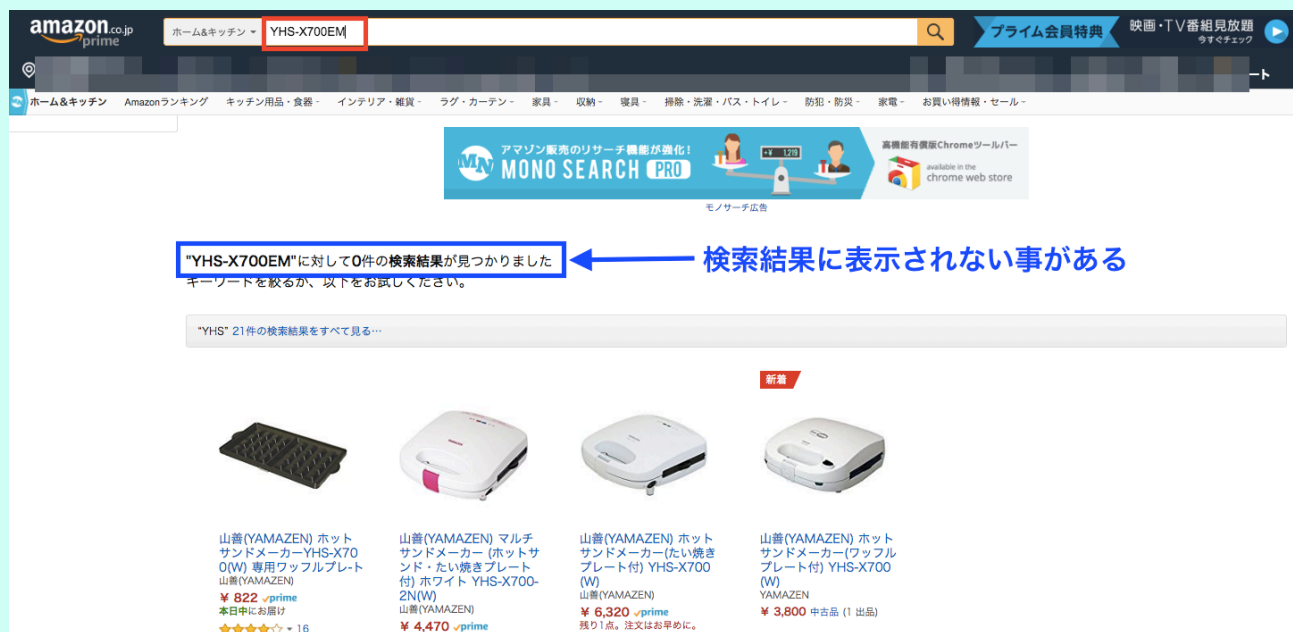 amazon.co.jp
prime
ホーム&キッチン
YHS-X700EM
プライム会員特典
映画・TV番組見放題
今すぐチェック
ート
ホーム&キッチン Amazonランキング キッチン用品・食器 インテリア・雑貨 ラグ・カーテン 家具 収納 寝具 掃除・洗濯・バス・トイレ 防犯・防災 家電 お買い得情報・セール
MN
アマゾン販売のリサーチ機能が強化!
MONO SEARCH PRO
+¥ 1,219
高機能有償版Chromeツールバー
available in the
chrome web store
モノサーチ広告
"YHS-X700EM"に対して0件の検索結果が見つかりました
検索結果に表示されない事がある
キーワードを絞るか、以下をお試しください。
"YHS" 21件の検索結果をすべて見る…
新着
山善(YAMAZEN) ホット
サンドメーカーYHS-X70
0(W) 専用ワッフルプレート
山善(YAMAZEN)
¥ 822 prime
本日中にお届け
16
山善(YAMAZEN) マルチ
サンドメーカー (ホットサ
ンド・たい焼きプレート
付) ホワイト YHS-X700-
2N(W)
山善(YAMAZEN)
¥ 4,470 prime
山善(YAMAZEN) ホット
サンドメーカー(たい焼き
プレート付) YHS-X700
(W)
山善(YAMAZEN)
¥ 6,320 prime
残り1点。注文はお早めに。
山善(YAMAZEN) ホット
サンドメーカー(ワッフル
プレート付) YHS-X700
(W)
YAMAZEN
¥ 3,800 中古品 (1 出品)